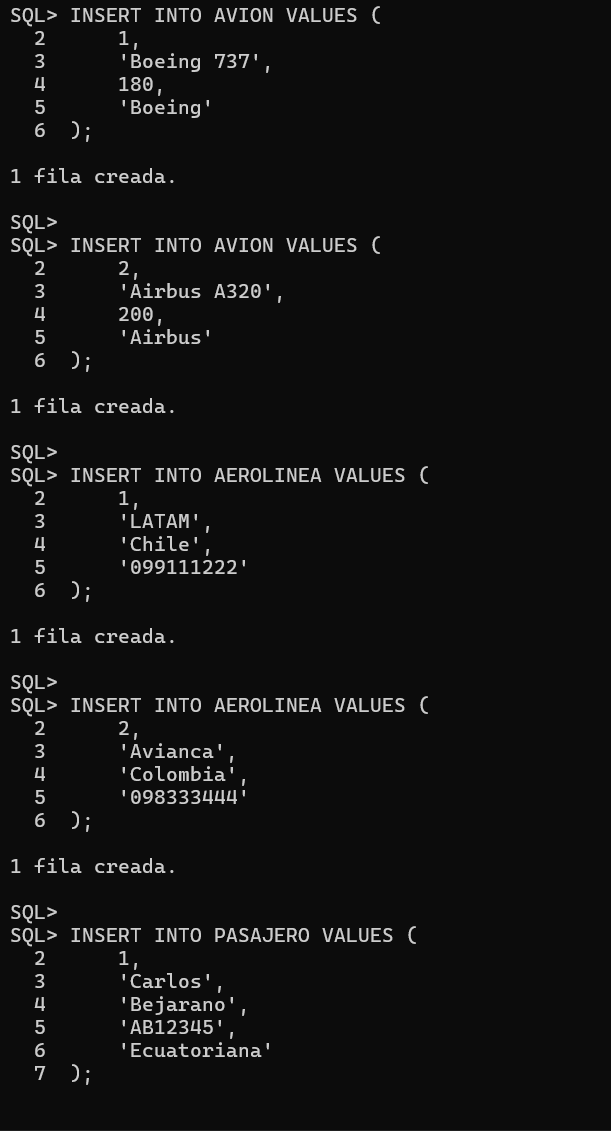 SQL> INSERT INTO AVION VALUES (
  2      1,
  3      'Boeing 737',
  4      180,
  5      'Boeing'
  6  );
1 fila creada.
SQL>
SQL> INSERT INTO AVION VALUES (
  2      2,
  3      'Airbus A320',
  4      200,
  5      'Airbus'
  6  );
1 fila creada.
SQL>
SQL> INSERT INTO AEROLINEA VALUES (
  2      1,
  3      'LATAM',
  4      'Chile',
  5      '099111222'
  6  );
1 fila creada.
SQL>
SQL> INSERT INTO AEROLINEA VALUES (
  2      2,
  3      'Avianca',
  4      'Colombia',
  5      '098333444'
  6  );
1 fila creada.
SQL>
SQL> INSERT INTO PASAJERO VALUES (
  2      1,
  3      'Carlos',
  4      'Bejarano',
  5      'AB12345',
  6      'Ecuatoriana'
  7  );